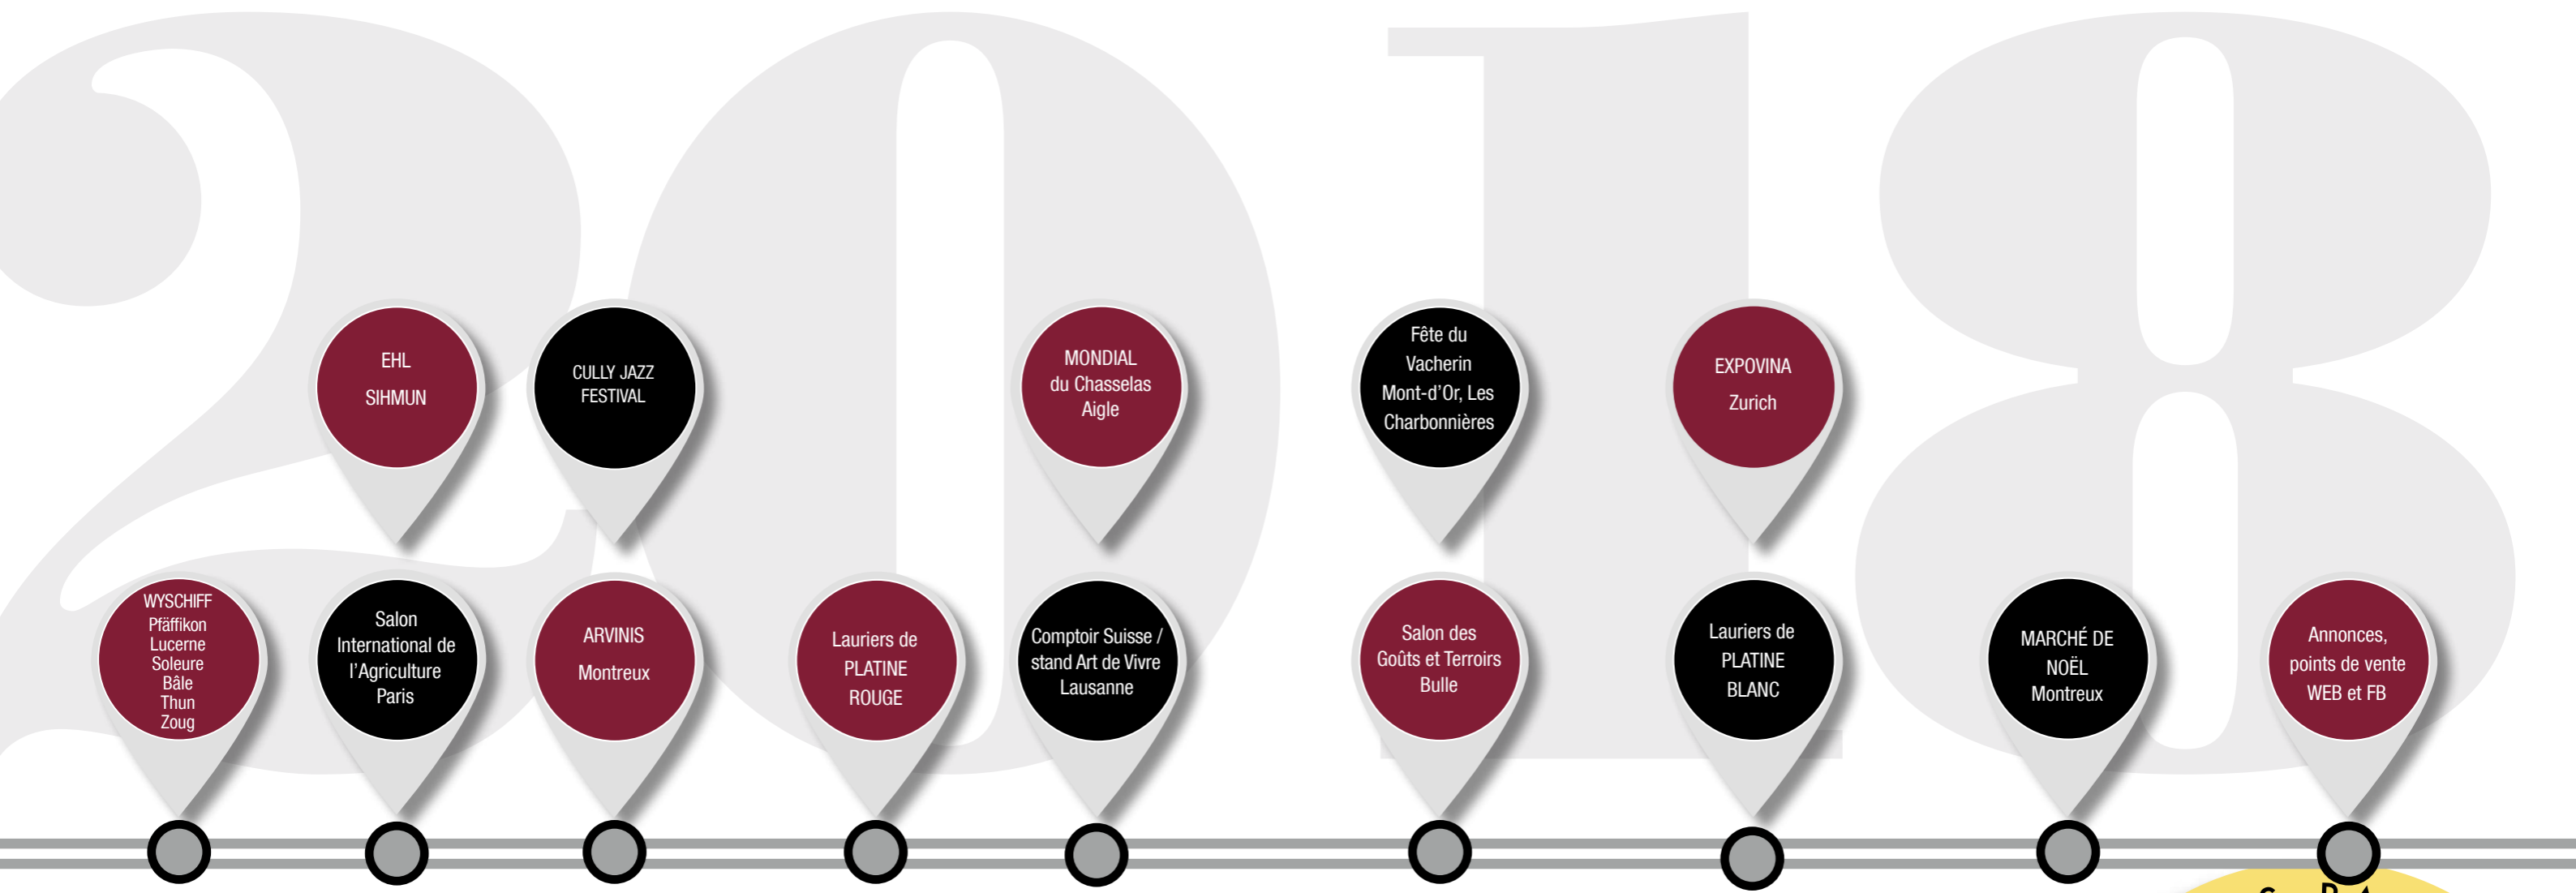 2018
EHL
SIHMUN
CULLY JAZZ
FESTIVAL
MONDIAL
du Chasselas
Aigle
Fête du
Vacherin
Mont-d'Or, Les
Charbonnières
EXPOVINA
Zurich
WYSCHIFF
Pfäffikon
Lucerne
Soleure
Bâle
Thun
Zoug
Salon
International de
l'Agriculture
Paris
ARVINIS
Montreux
Lauriers de
PLATINE
ROUGE
Comptoir Suisse /
stand Art de Vivre
Lausanne
Salon des
Goûts et Terroirs
Bulle
Lauriers de
PLATINE
BLANC
MARCHÉ DE
NOËL
Montreux
Annonces,
points de vente
WEB et FB